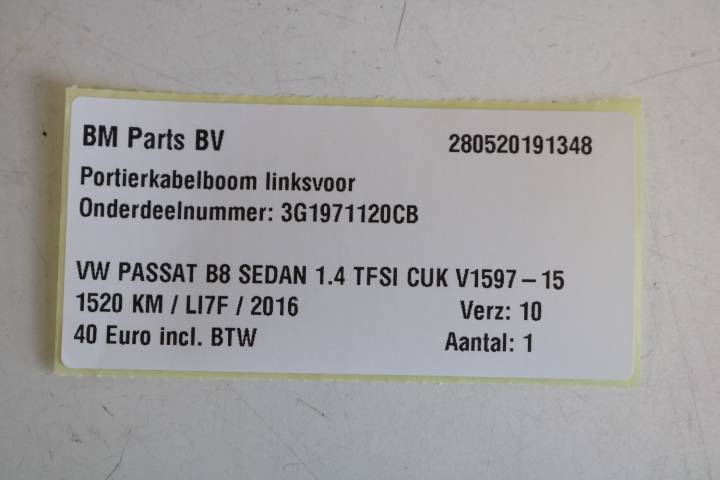 BM Parts BV 280520191348
Portierkabelboom linksvoor
Onderdeelnummer: 3G1971120CB
VW PASSAT B8 SEDAN 1.4 TFSI CUK V1597 – 15
1520 KM / LI7F / 2016 Verz: 10
40 Euro incl. BTW Aantal: 1